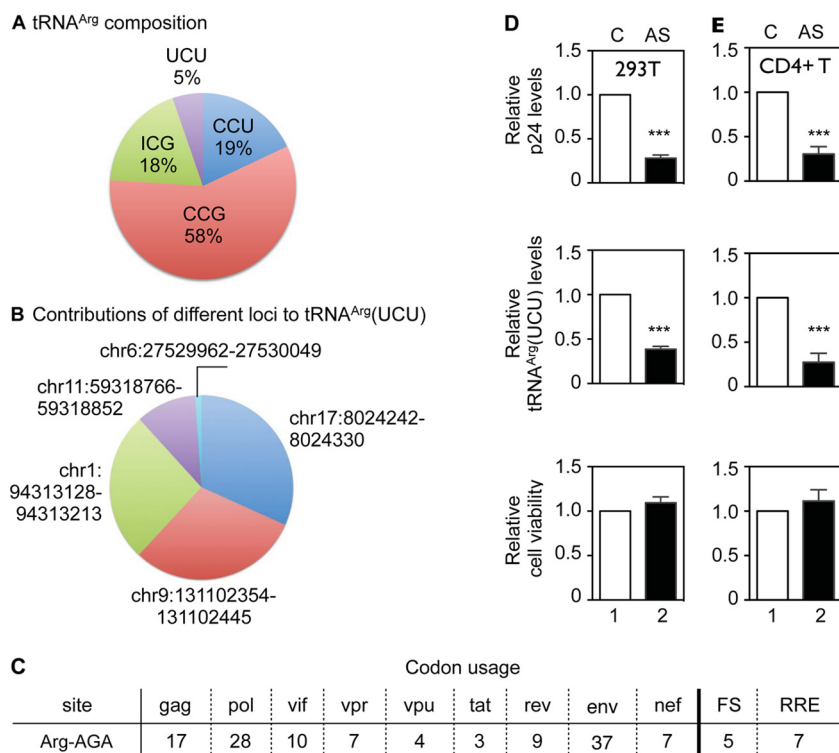 A tRNAArg composition
UCU
5%
CCU
19%
ICG
18%
CCG
58%
B Contributions of different loci to tRNAArg(UCU)
chr6:27529962-27530049
chr11:59318766-
59318852
chr17:8024242-
8024330
chr1:
94313128-
94313213
chr9:131102354-
131102445
D
C AS
293T
Relative
p24 levels
1.5
1.0
0.5
0
***
Relative
tRNAArg(UCU) levels
1.5
1.0
0.5
0
***
Relative
cell viability
1.5
1.0
0.5
0
1 2
E
C AS
CD4+ T
1.5
1.0
0.5
0
***
1.5
1.0
0.5
0
***
1.5
1.0
0.5
0
1 2
C Codon usage
site gag pol vif vpr vpu tat rev env nef FS RRE
Arg-AGA 17 28 10 7 4 3 9 37 7 5 7